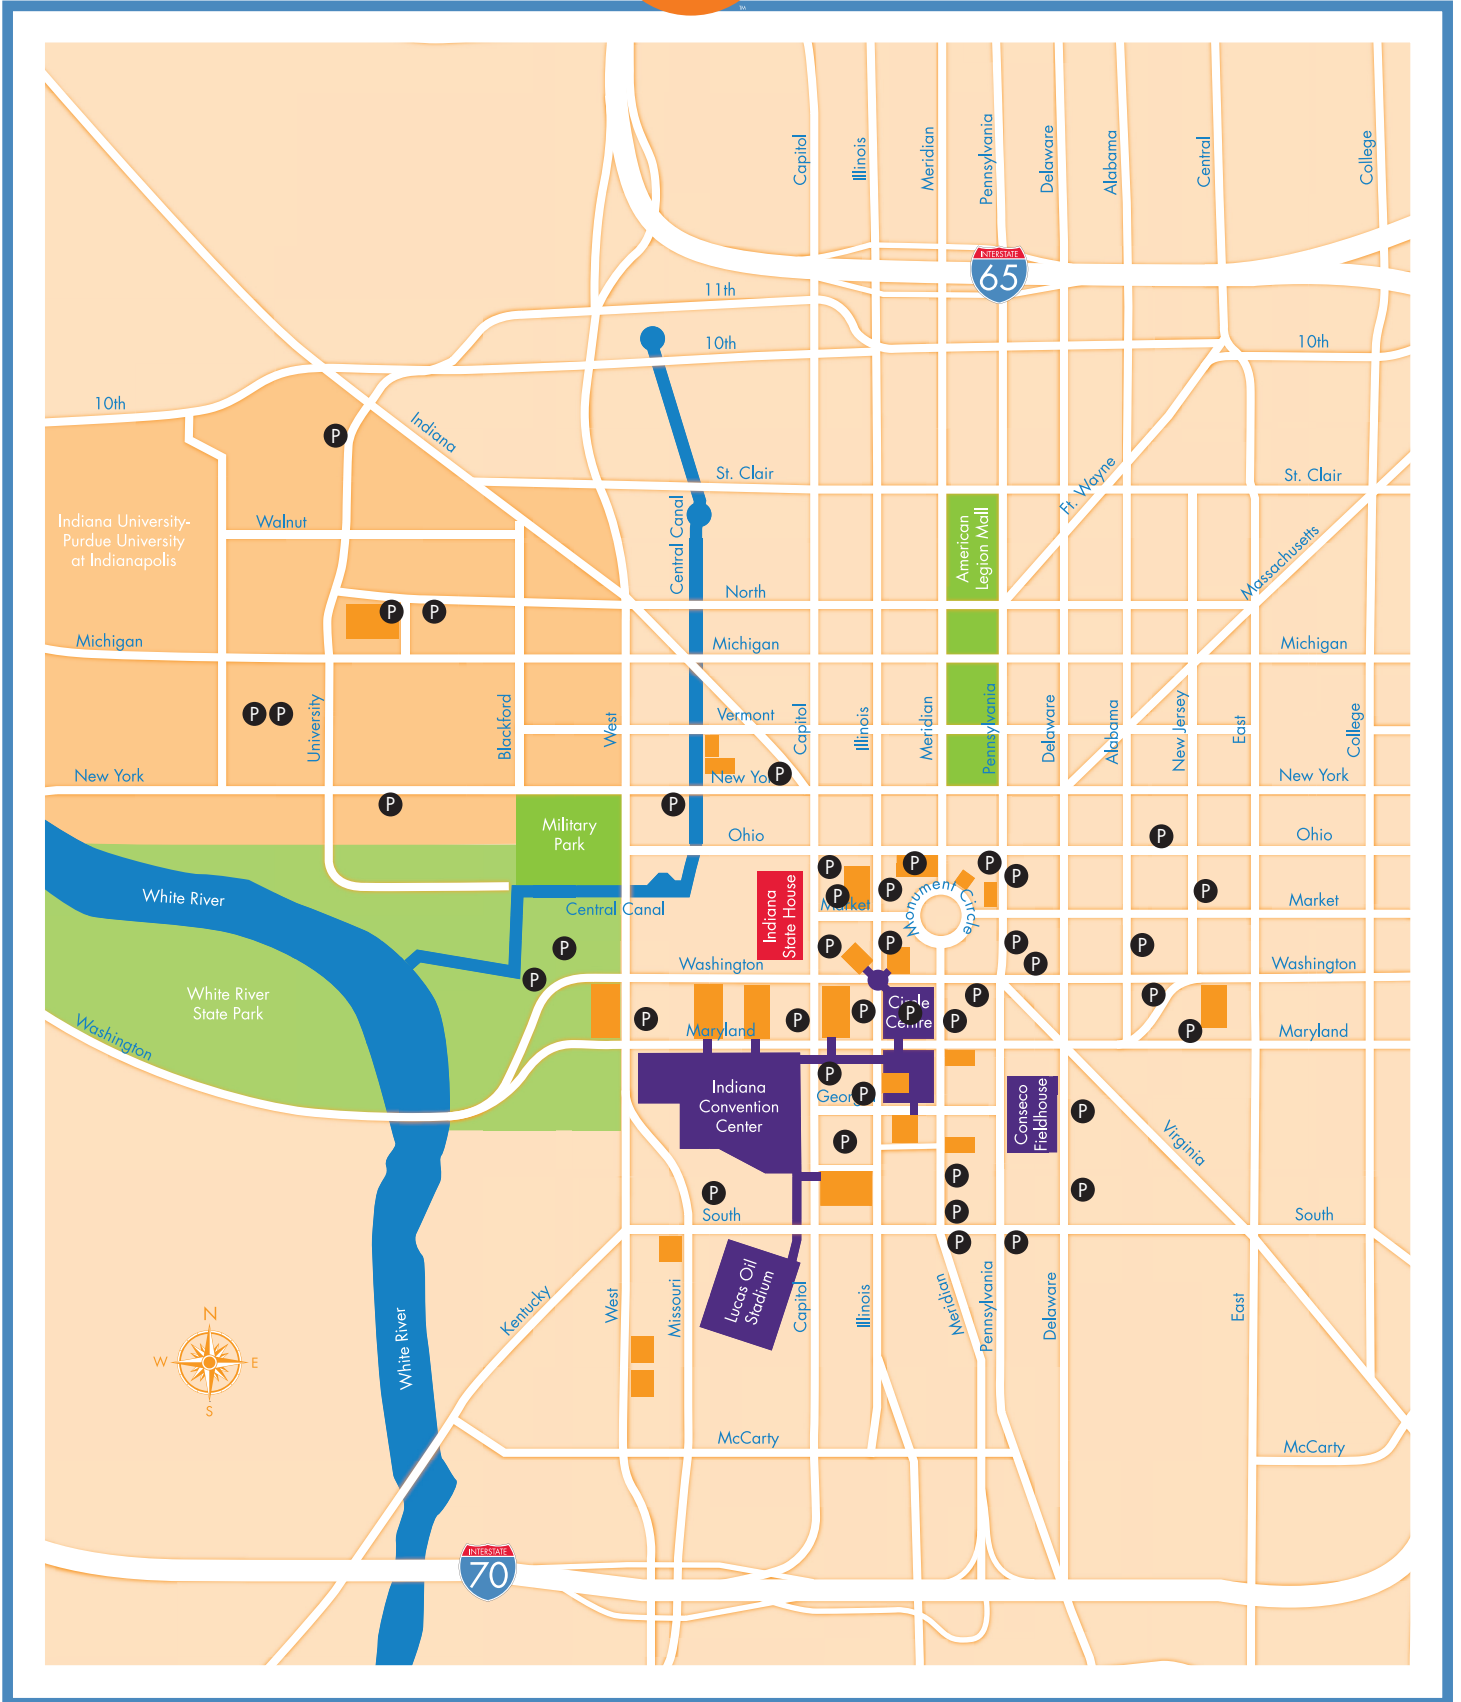 TM
Capitol
Illinois
Meridian
Pennsylvania
Delaware
Alabama
Central
College
INTERSTATE
65
11th
10th
10th
10th
Indiana
P
St. Clair
St. Clair
Ft. Wayne
Central Canal
American
Legion Mall
Massachusetts
Indiana University-
Purdue University
at Indianapolis
Walnut
North
P
P
Michigan
Michigan
Michigan
P
P
University
Blackford
West
Vermont
Capitol
Illinois
Meridian
Pennsylvania
Delaware
Alabama
New Jersey
East
College
New York
New Yo
P
New York
P
P
Military
Park
Ohio
P
Ohio
White River
Central Canal
Indiana
State House
P
P
P
P
P
P
P
Market
Monument Circle
Market
P
P
P
P
P
P
P
Washington
Washington
White River
State Park
Washington
P
P
P
Circle
Centre
P
P
P
P
P
Maryland
Maryland
Indiana
Convention
Center
P
P
Georg
Conseco
Fieldhouse
P
Virginia
P
P
P
P
South
P
South
P
P
Lucas Oil
Stadium
Kentucky
West
Missouri
Capitol
Illinois
Meridian
Pennsylvania
Delaware
East
White River
N
W
E
S
McCarty
McCarty
INTERSTATE
70